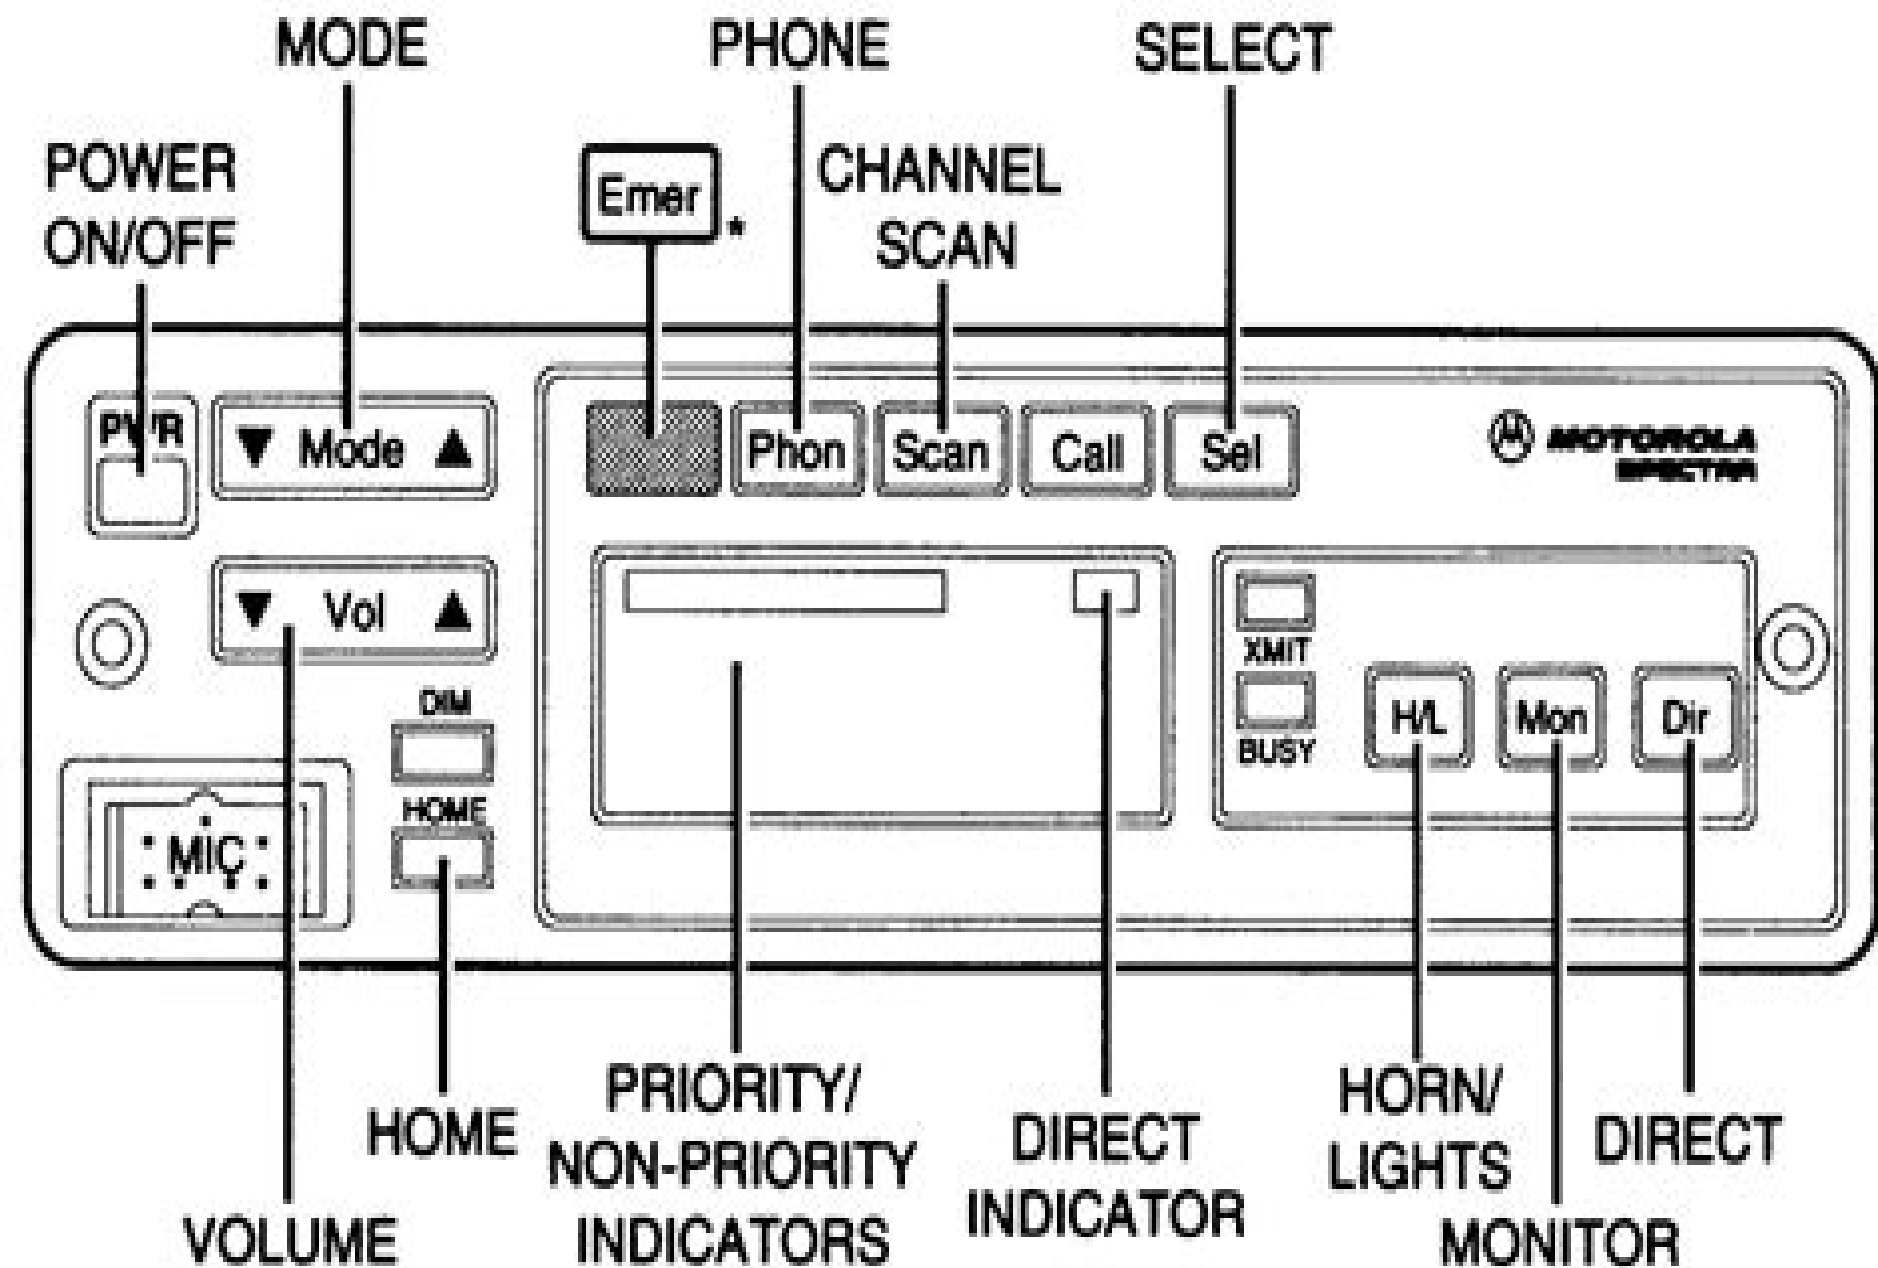 MODE
PHONE
SELECT
POWER
ON/OFF
Emer
*
CHANNEL
SCAN
PWR
▼ Mode ▲
Phon
Scan
Call
Sel
MOTOROLA
SPECTRA
▼ Vol ▲
XMIT
BUSY
DIM
HOME
H/L
Mon
Dir
MIC
HOME
PRIORITY/
NON-PRIORITY
INDICATORS
DIRECT
INDICATOR
HORN/
LIGHTS
DIRECT
VOLUME
MONITOR